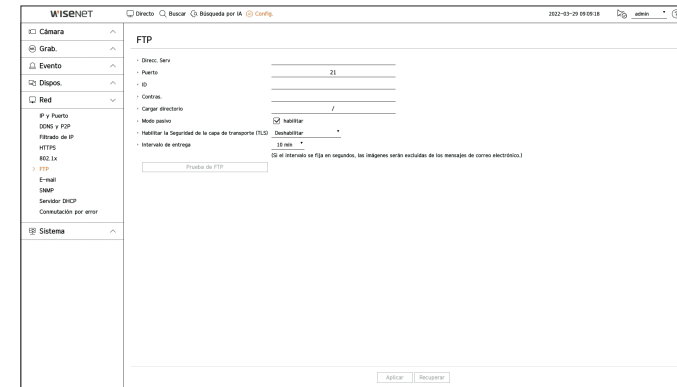 WISENET
Directo Buscar Búsqueda por IA Config.
2022-03-29 09:09:18 admin
Cámara
Grab.
Evento
Dispos.
Red
IP y Puerto
DDNS y P2P
Filtrado de IP
HTTPS
802.1x
> FTP
E-mail
SNMP
Servidor DHCP
Conmutación por error
Sistema
FTP
Direcc. Serv
Puerto 21
ID
Contras.
Cargar directorio /
Modo pasivo habilitar
Habilitar la Seguridad de la capa de transporte (TLS) Deshabilitar
Intervalo de entrega 10 min
(Si el intervalo se fija en segundos, las imágenes serán excluidas de los mensajes de correo electrónico.)
Prueba de FTP
Aplicar Recuperar